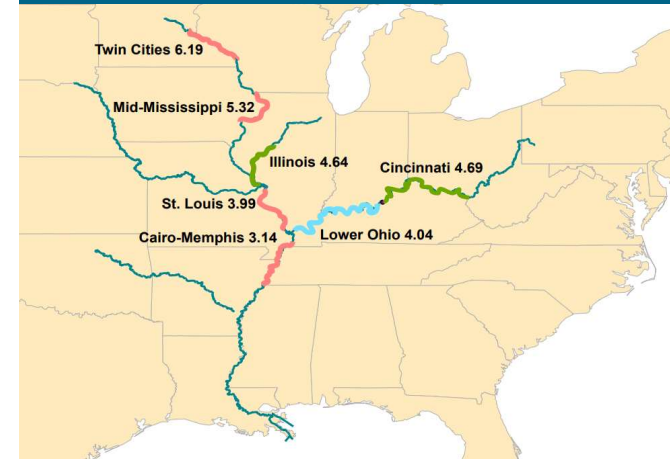 Twin Cities 6.19
Mid-Mississippi 5.32
Illinois 4.64
Cincinnati 4.69
St. Louis 3.99
Cairo-Memphis 3.14
Lower Ohio 4.04